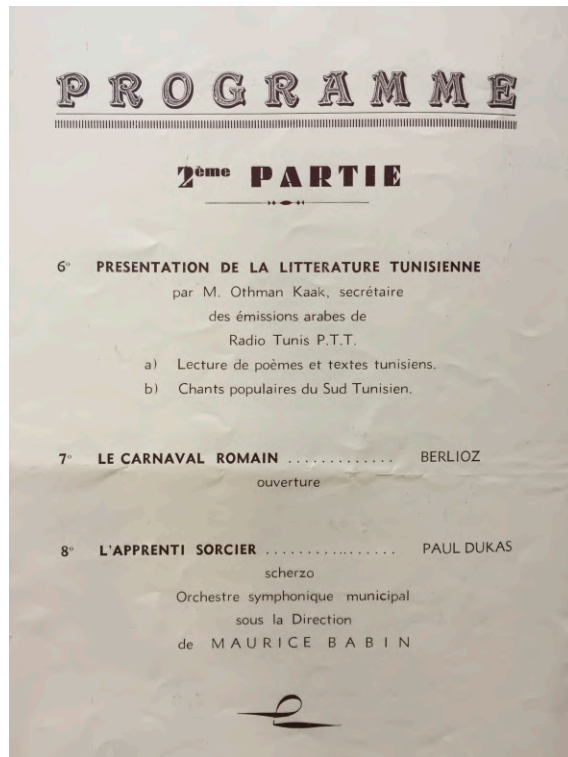 PROGRAMME
2ème PARTIE
6° PRESENTATION DE LA LITTERATURE TUNISIENNE
par M. Othman Kaak, secrétaire
des émissions arabes de
Radio Tunis P.T.T.
a) Lecture de poèmes et textes tunisiens.
b) Chants populaires du Sud Tunisien.
7° LE CARNAVAL ROMAIN ............. BERLIOZ
ouverture
8° L'APPRENTI SORCIER ................. PAUL DUKAS
scherzo
Orchestre symphonique municipal
sous la Direction
de MAURICE BABIN